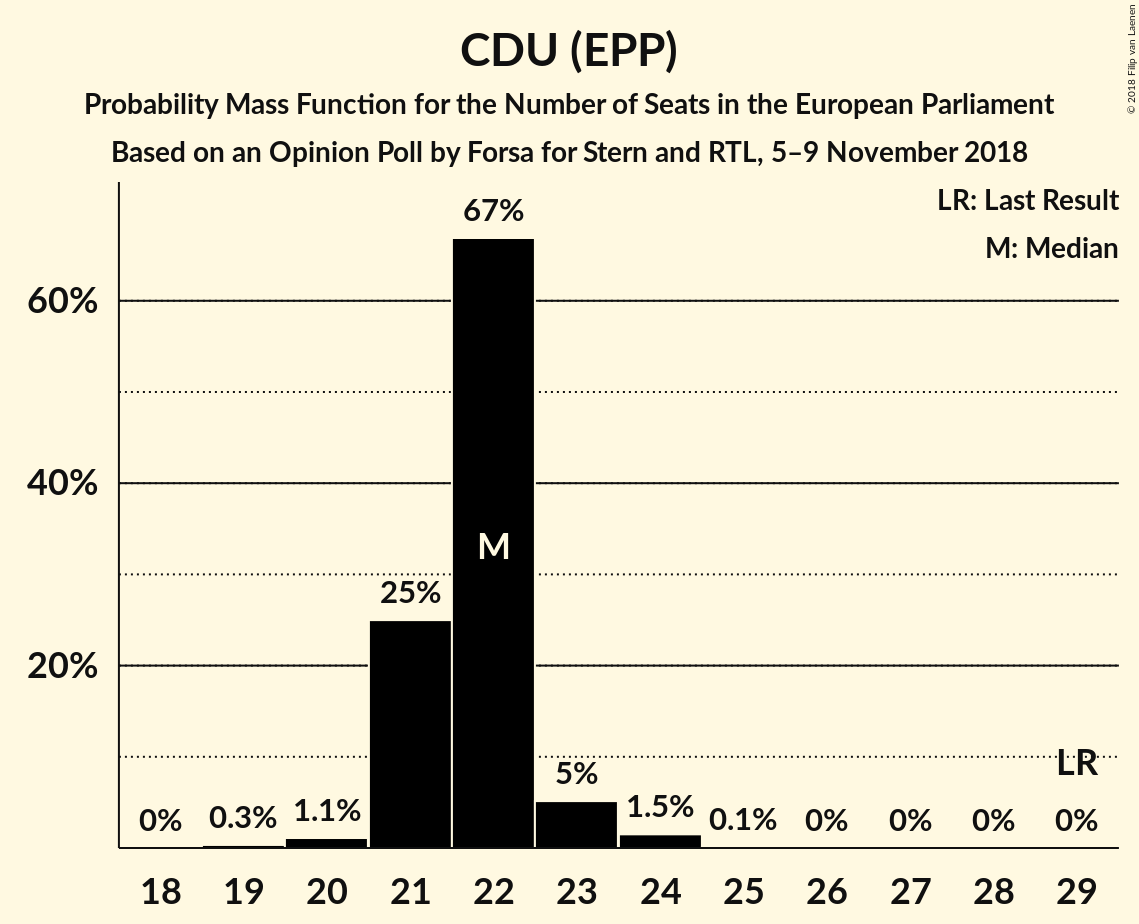 CDU (EPP)
Probability Mass Function for the Number of Seats in the European Parliament
Based on an Opinion Poll by Forsa for Stern and RTL, 5–9 November 2018
© 2018 Filip van Laenen
LR: Last Result
M: Median
60%
40%
20%
0%
0.3%
1.1%
25%
67%
M
5%
1.5%
0.1%
0%
0%
0%
LR
0%
18 19 20 21 22 23 24 25 26 27 28 29